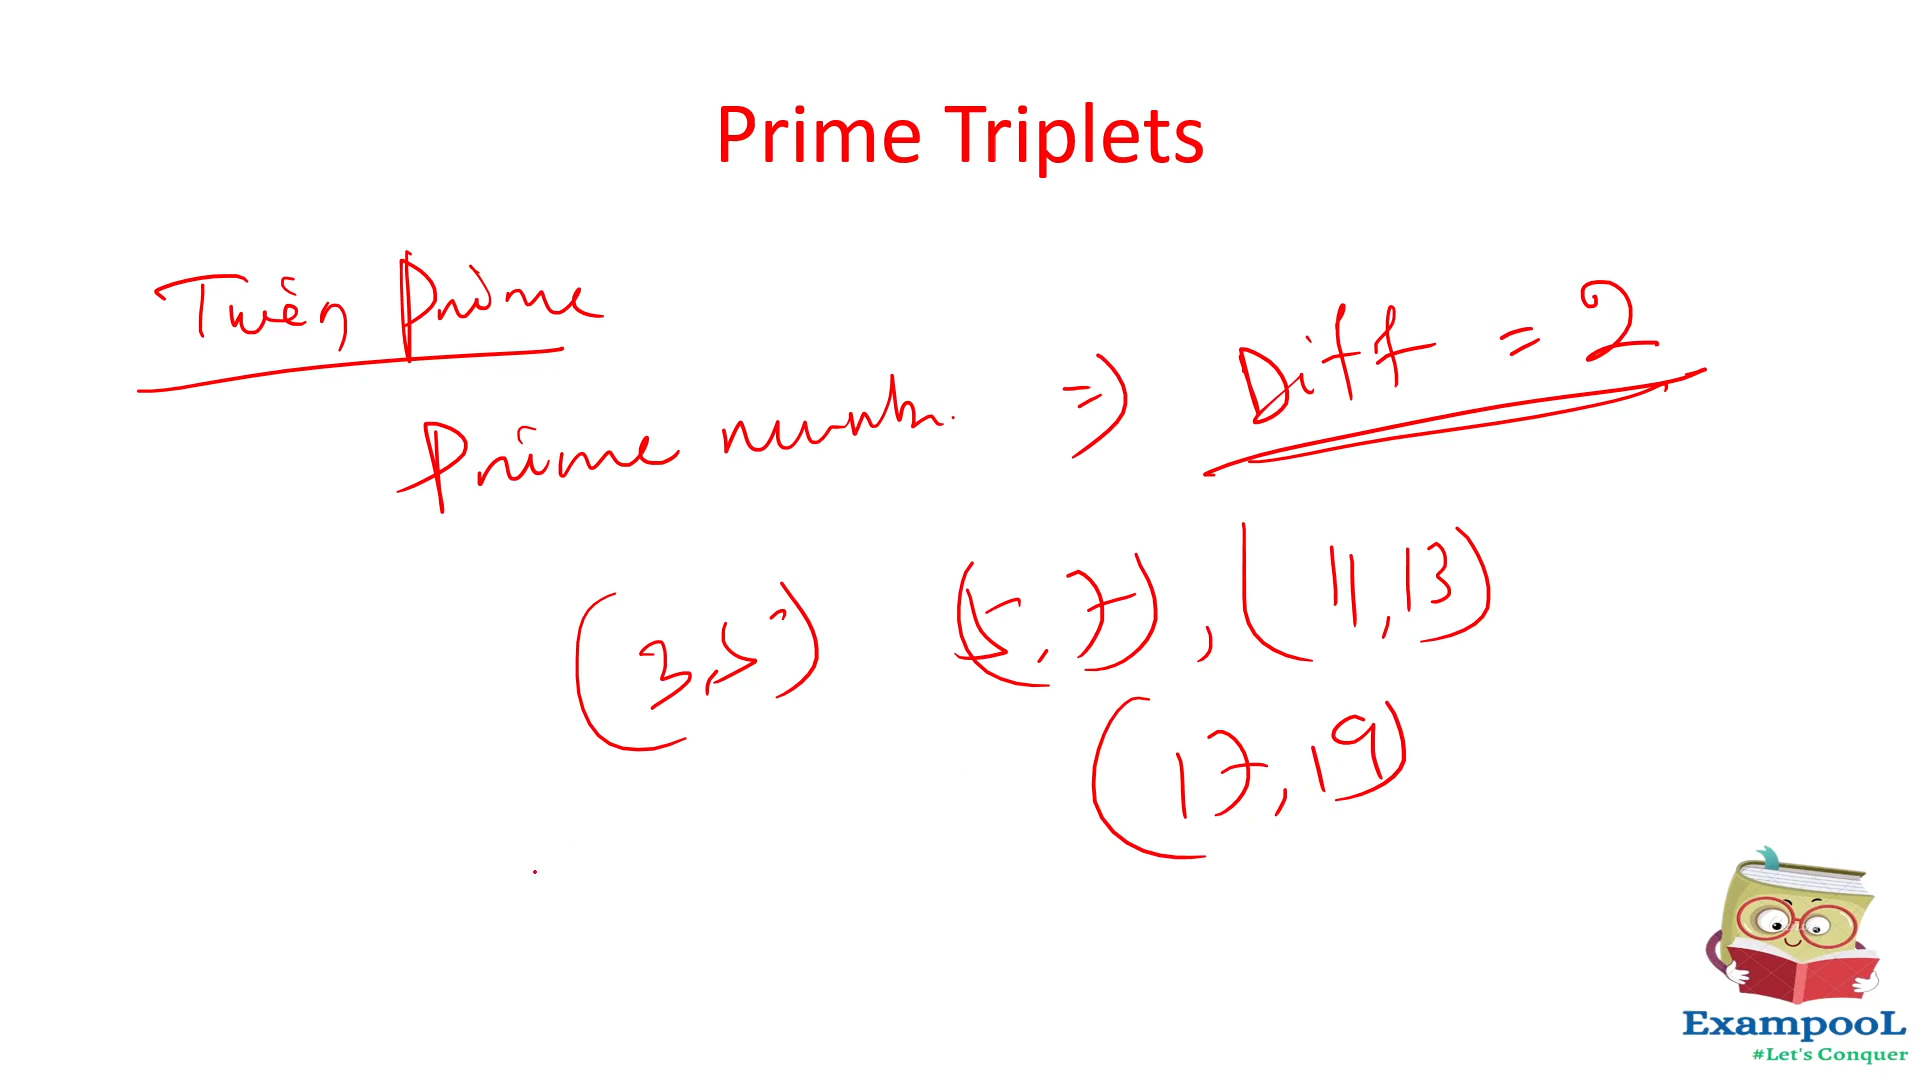 Prime Triplets
Twin Prime
Prime numb. => Diff = 2
(3,5) (5,7), (11,13)
(17,19)
ExampooL
#Let's Conquer